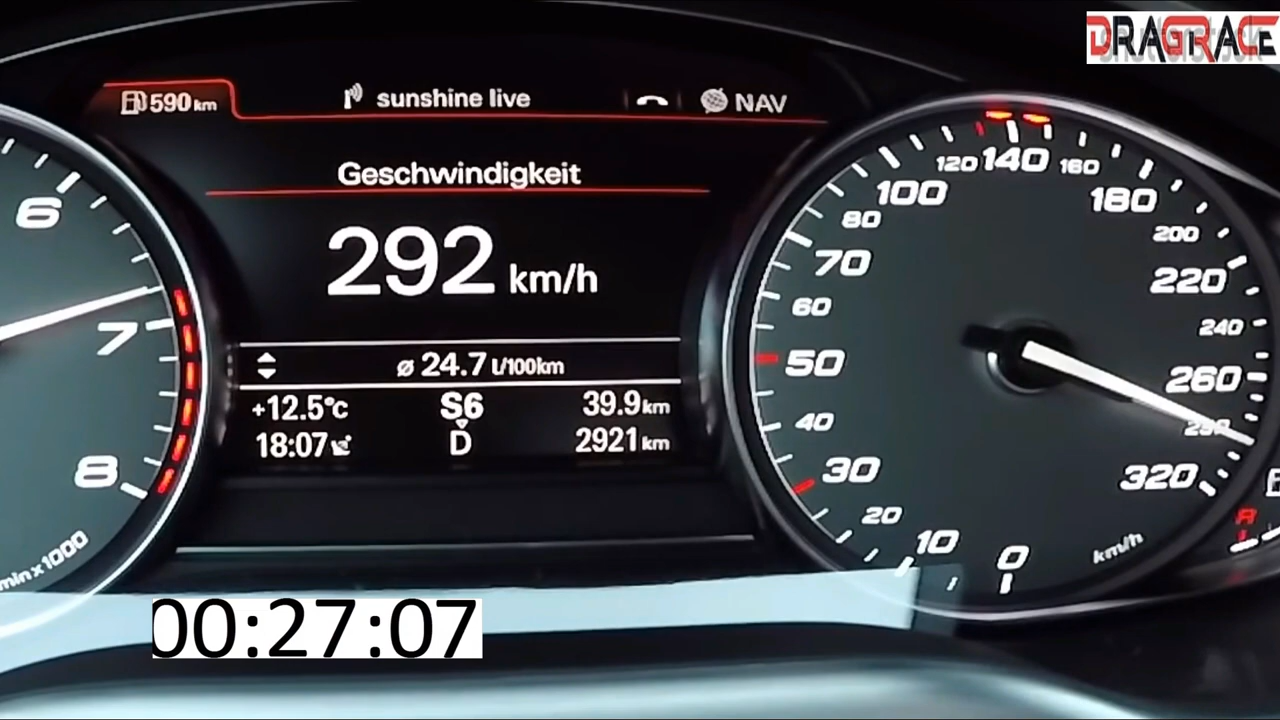 DRAGRACE
590 km
sunshine live
NAV
Geschwindigkeit
292 km/h
ø 24.7 l/100km
+12.5°C S6 39.9 km
18:07 D 2921 km
6
7
8
min x 1000
0
10
20
30
40
50
60
70
80
100
120
140
160
180
200
220
240
260
320
km/h
00:27:07